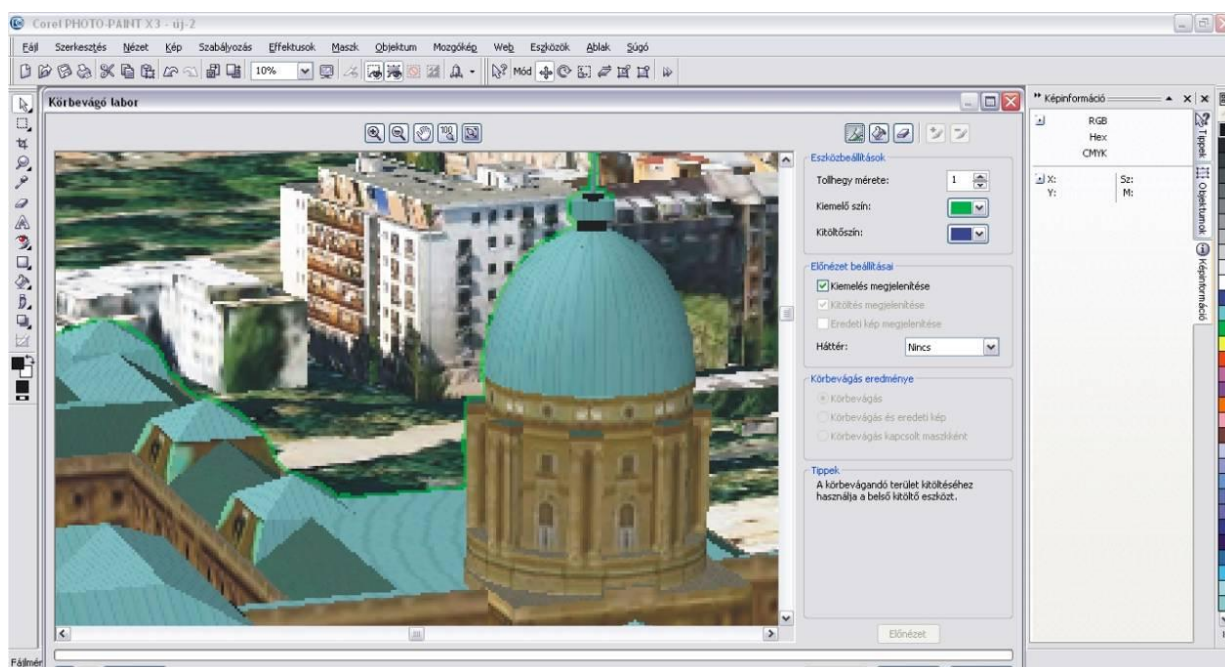 Corel PHOTO-PAINT X3 - új-2
Fájl Szerkesztés Nézet Kép Szabályozás Effektusok Maszk Objektum Mozgókép Web Eszközök Ablak Súgó
10% Mód
Körbevágó labor
100
Eszközbeállítások
Tollhegy mérete: 1
Kiemelő szín:
Kitöltőszín:
Előnézet beállításai
Kiemelés megjelenítése
Kitöltés megjelenítése
Eredeti kép megjelenítése
Háttér: Nincs
Körbevágás eredménye
Körbevágás
Körbevágás és eredeti kép
Körbevágás kapcsolt maszkként
Tippek
A körbevágandó terület kitöltéséhez
használja a belső kitöltő eszközt.
Előnézet
Képinformáció
RGB
Hex
CMYK
X: Sz:
Y: M:
Tippek
Objektumok
Képinformáció
Fájlmér